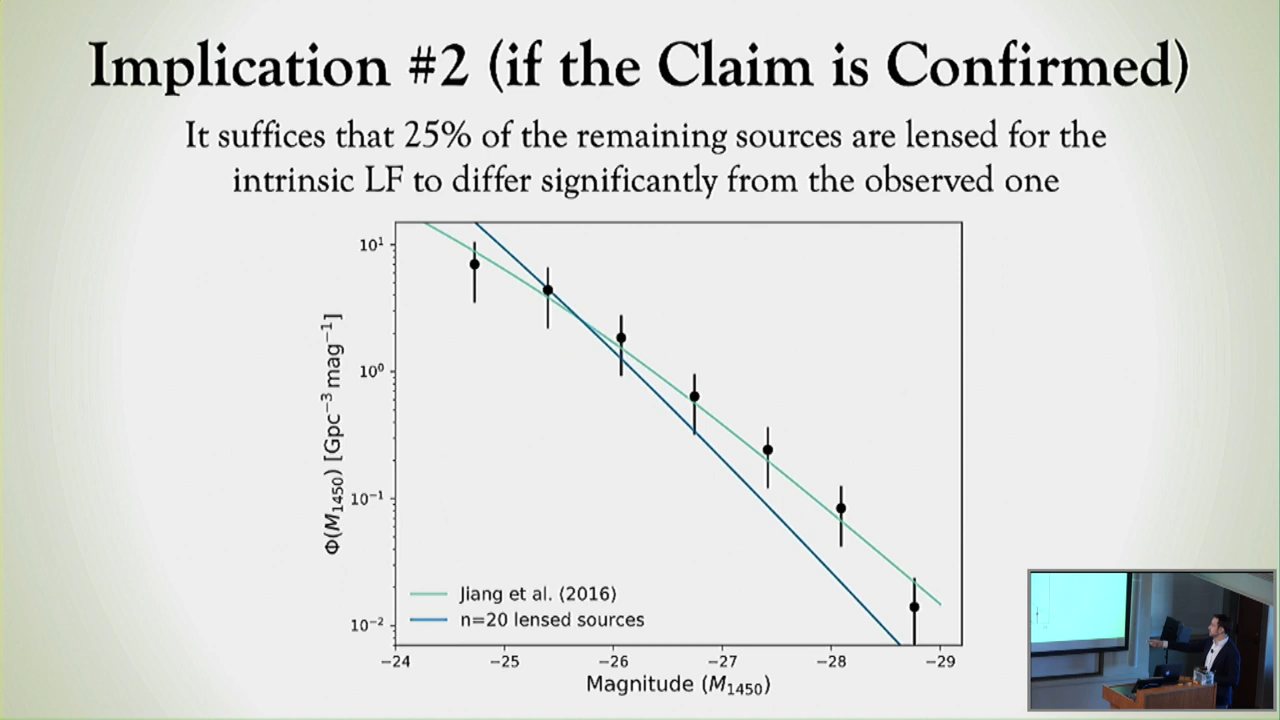 Implication #2 (if the Claim is Confirmed)
It suffices that 25% of the remaining sources are lensed for the
intrinsic LF to differ significantly from the observed one
10¹
10⁰
10⁻¹
10⁻²
Φ(M₁₄₅₀) [Gpc⁻³ mag⁻¹]
Jiang et al. (2016)
n=20 lensed sources
−24 −25 −26 −27 −28 −29
Magnitude (M₁₄₅₀)